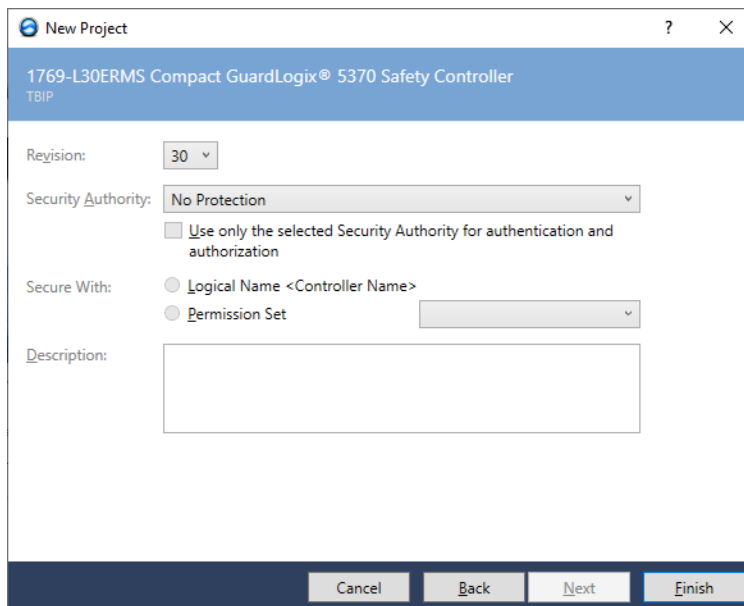 New Project
?
1769-L30ERMS Compact GuardLogix® 5370 Safety Controller
TBIP
Revision:
30
Security Authority:
No Protection
Use only the selected Security Authority for authentication and
authorization
Secure With:
Logical Name <Controller Name>
Permission Set
Description:
Cancel
Back
Next
Finish